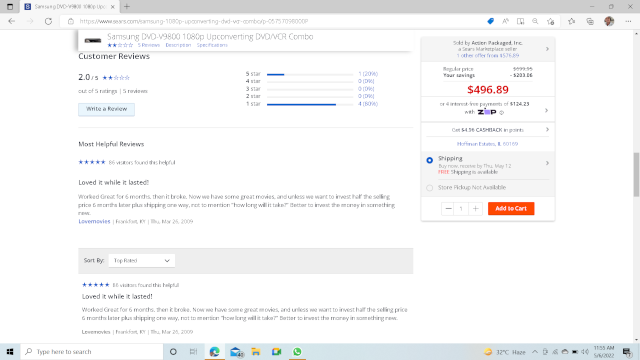 Samsung DVD-V9800 1080p Upconverting DVD/VCR Combo
https://www.sears.com/samsung-1080p-upconverting-dvd-vcr-combo/p-05757098000P
Samsung DVD-V9800 1080p Upconverting DVD/VCR Combo
5 Reviews Description Specifications
Customer Reviews
2.0 / 5
out of 5 ratings | 5 reviews
Write a Review
5 star 1 (20%)
4 star 0 (0%)
3 star 0 (0%)
2 star 0 (0%)
1 star 4 (80%)
Most Helpful Reviews
86 visitors found this helpful
Loved it while it lasted!
Worked Great for 6 months, then it broke. Now we have some great movies, and unless we want to invest half the selling
price 6 months later plus shipping one way, not to mention "how long will it take?" Better to invest the money in something
new.
Lovemovies | Frankfort, KY | Thu, Mar 26, 2009
Sort By: Top Rated
86 visitors found this helpful
Loved it while it lasted!
Worked Great for 6 months, then it broke. Now we have some great movies, and unless we want to invest half the selling price
6 months later plus shipping one way, not to mention "how long will it take?" Better to invest the money in something new.
Lovemovies | Frankfort, KY | Thu, Mar 26, 2009
Sold by Action Packaged, Inc.
a Sears Marketplace seller
1 other offer from $579.89
Regular price
Your savings - $203.06
$496.89
or 4 interest-free payments of $124.23
with ZIP
Get $4.96 CASHBACK in points
Hoffman Estates, IL 60169
Shipping
Buy now, receive by Thu, May 12
FREE Shipping is available
Store Pickup Not Available
1
Add to Cart
Type here to search
32°C Haze
11:55 AM
5/6/2022